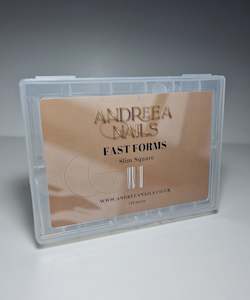 ANDREEA
NAILS
FAST FORMS
Slim Square
WWW.ANDREEANAILS.CO.UK